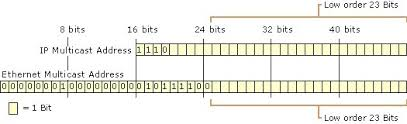 Low order 23 Bits
8 bits 16 bits 24 bits 32 bits 40 bits
IP Multicast Address 1 1 1 0
Ethernet Multicast Address
0 0 0 0 0 0 0 1 0 0 0 0 0 0 0 0 0 1 0 1 1 1 1 0 0
= 1 Bit
Low order 23 Bits